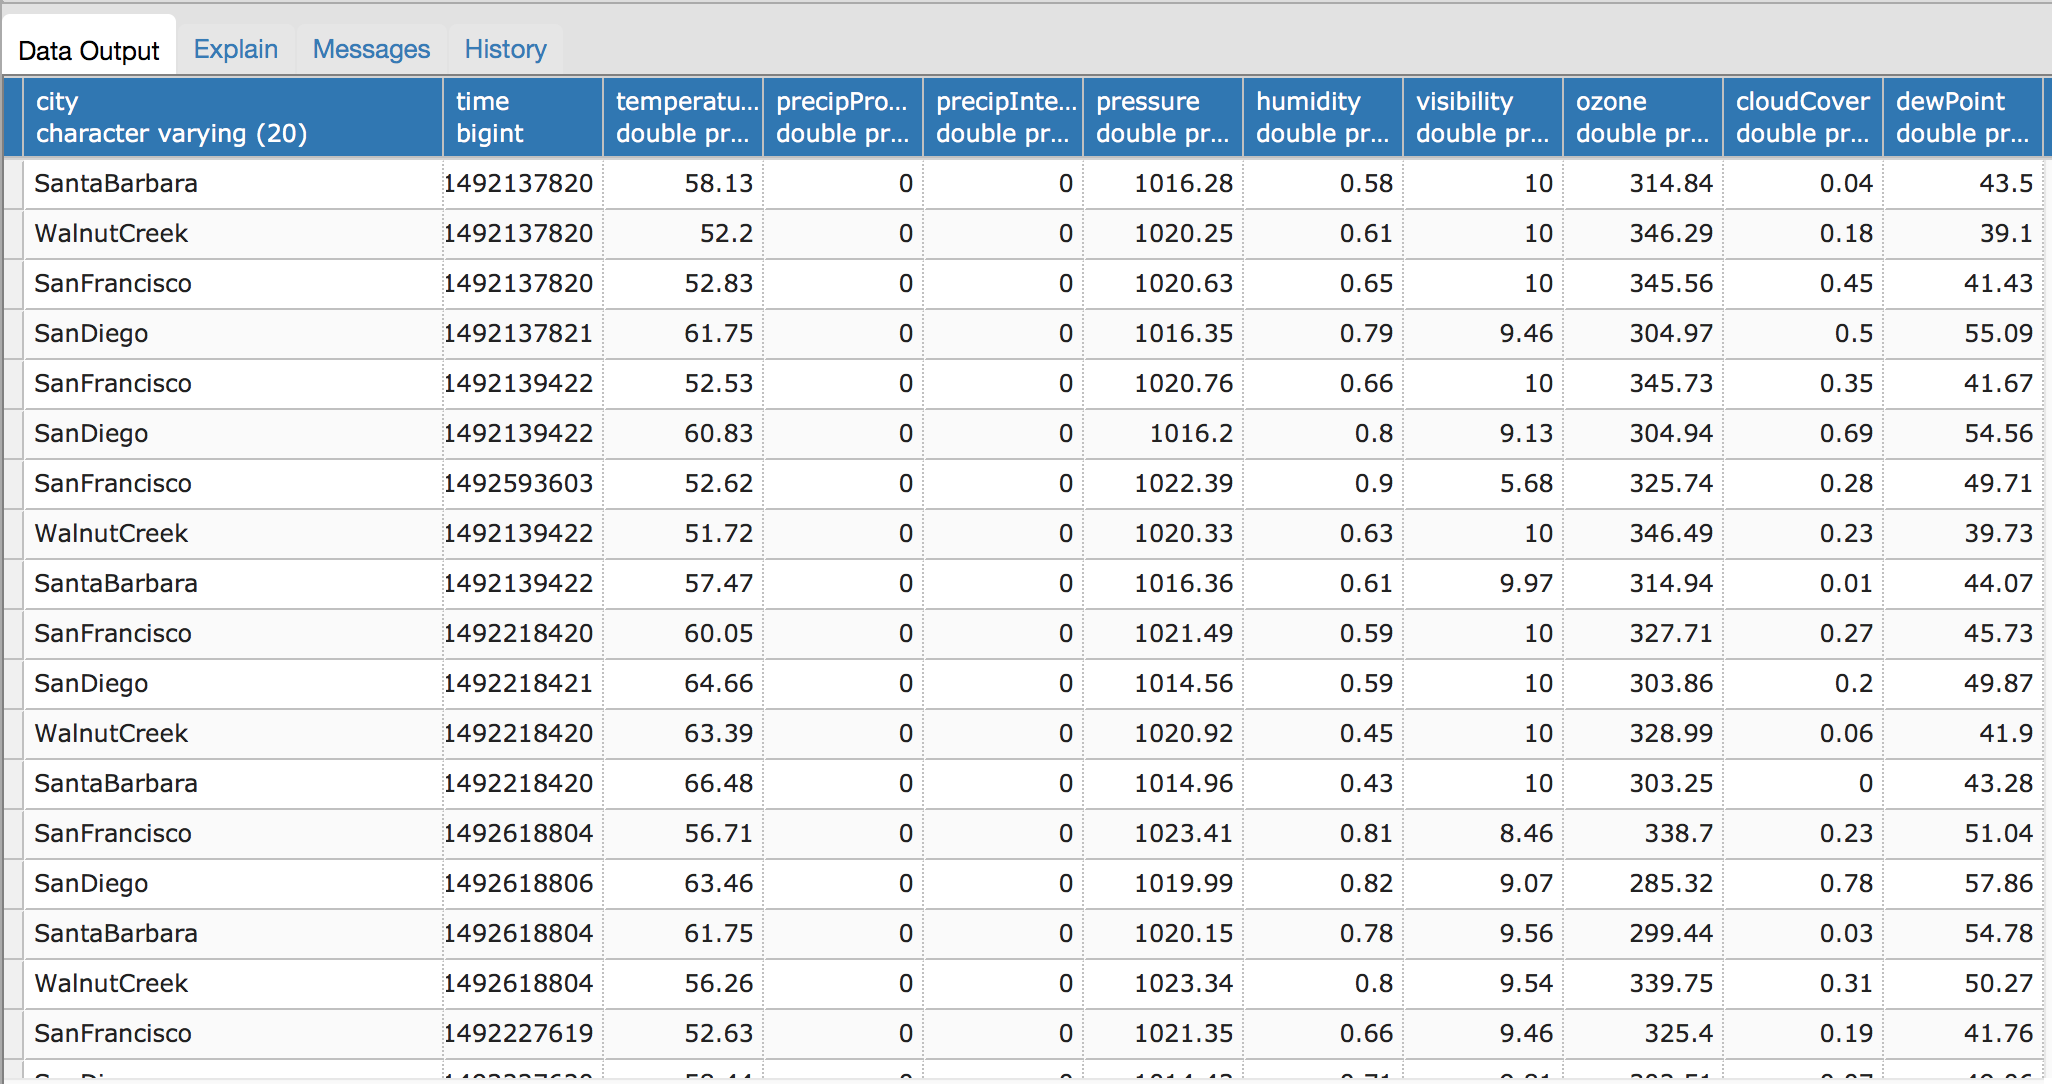 Data Output Explain Messages History
city time temperatu... precipPro... precipInte... pressure humidity visibility ozone cloudCover dewPoint
character varying (20) bigint double pr... double pr... double pr... double pr... double pr... double pr... double pr... double pr... double pr...
SantaBarbara 1492137820 58.13 0 0 1016.28 0.58 10 314.84 0.04 43.5
WalnutCreek 1492137820 52.2 0 0 1020.25 0.61 10 346.29 0.18 39.1
SanFrancisco 1492137820 52.83 0 0 1020.63 0.65 10 345.56 0.45 41.43
SanDiego 1492137821 61.75 0 0 1016.35 0.79 9.46 304.97 0.5 55.09
SanFrancisco 1492139422 52.53 0 0 1020.76 0.66 10 345.73 0.35 41.67
SanDiego 1492139422 60.83 0 0 1016.2 0.8 9.13 304.94 0.69 54.56
SanFrancisco 1492593603 52.62 0 0 1022.39 0.9 5.68 325.74 0.28 49.71
WalnutCreek 1492139422 51.72 0 0 1020.33 0.63 10 346.49 0.23 39.73
SantaBarbara 1492139422 57.47 0 0 1016.36 0.61 9.97 314.94 0.01 44.07
SanFrancisco 1492218420 60.05 0 0 1021.49 0.59 10 327.71 0.27 45.73
SanDiego 1492218421 64.66 0 0 1014.56 0.59 10 303.86 0.2 49.87
WalnutCreek 1492218420 63.39 0 0 1020.92 0.45 10 328.99 0.06 41.9
SantaBarbara 1492218420 66.48 0 0 1014.96 0.43 10 303.25 0 43.28
SanFrancisco 1492618804 56.71 0 0 1023.41 0.81 8.46 338.7 0.23 51.04
SanDiego 1492618806 63.46 0 0 1019.99 0.82 9.07 285.32 0.78 57.86
SantaBarbara 1492618804 61.75 0 0 1020.15 0.78 9.56 299.44 0.03 54.78
WalnutCreek 1492618804 56.26 0 0 1023.34 0.8 9.54 339.75 0.31 50.27
SanFrancisco 1492227619 52.63 0 0 1021.35 0.66 9.46 325.4 0.19 41.76